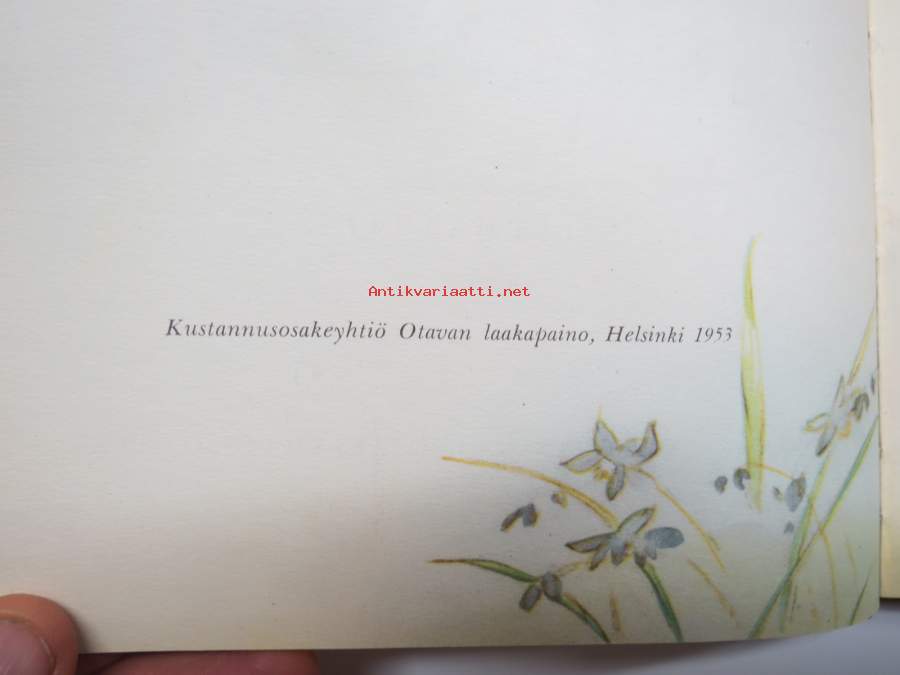 Antikvariaatti.net
Kustannusosakeyhtiö Otavan laakapaino, Helsinki 1953